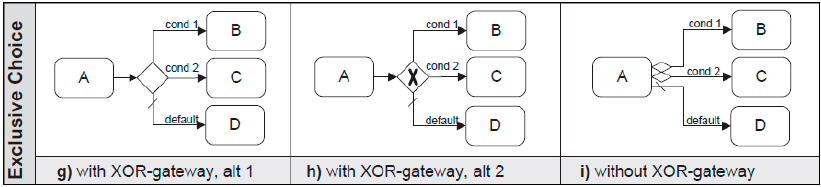 Exclusive Choice
A
cond 1
B
cond 2
C
default
D
g) with XOR-gateway, alt 1
A
X
cond 1
B
cond 2
C
default
D
h) with XOR-gateway, alt 2
A
cond 1
B
cond 2
C
default
D
i) without XOR-gateway